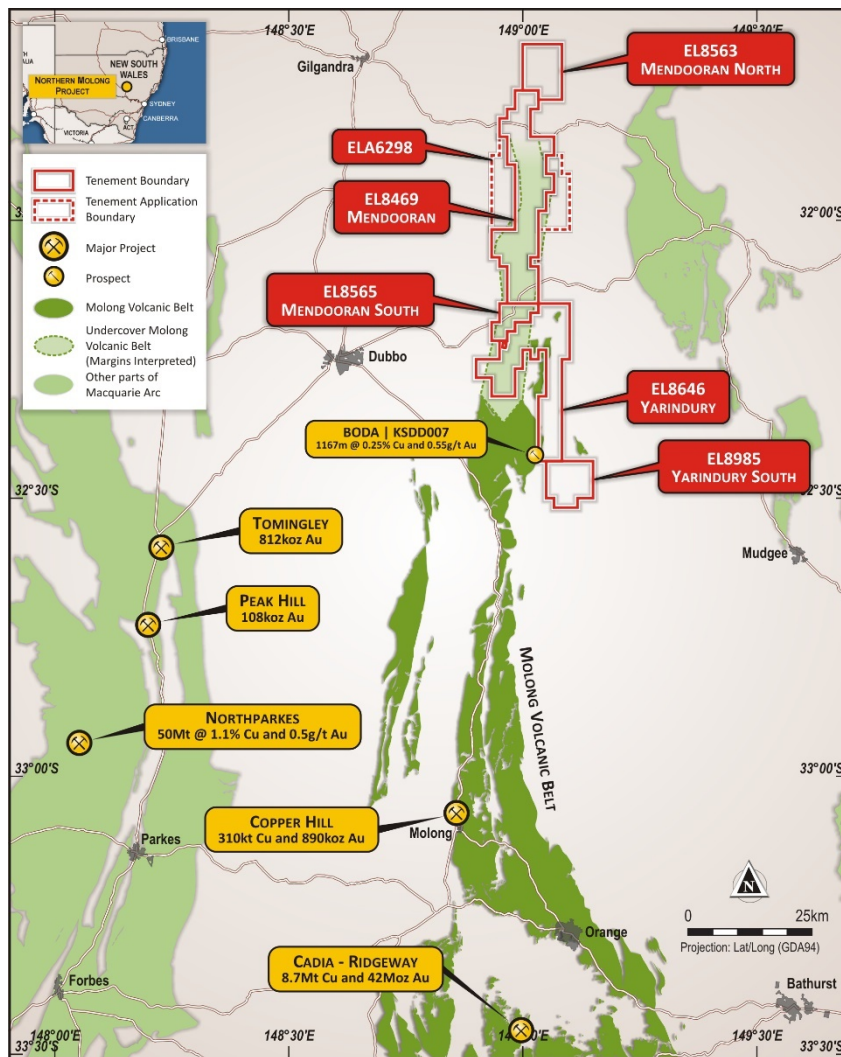 148°30'E
149°00'E
149°30'E
BRISBANE
NEW SOUTH
WALES
NORTHERN MOLONG
PROJECT
SYDNEY
CANBERRA
ACT
VICTORIA
Gilgandra
EL8563
MENDOORAN NORTH
ELA6298
EL8469
MENDOORAN
EL8565
MENDOORAN SOUTH
Tenement Boundary
Tenement Application
Boundary
Major Project
Prospect
Molong Volcanic Belt
Undercover Molong
Volcanic Belt
(Margins Interpreted)
Other parts of
Macquarie Arc
32°00'S
Dubbo
EL8646
YARINDURY
BODA | KSDD007
1167m @ 0.25% Cu and 0.55g/t Au
EL8985
YARINDURY SOUTH
32°30'S
32°30'S
TOMINGLEY
812koz Au
Mudgee
PEAK HILL
108koz Au
MOLONG VOLCANIC BELT
NORTHPARKES
50Mt @ 1.1% Cu and 0.5g/t Au
33°00'S
33°00'S
COPPER HILL
310kt Cu and 890koz Au
Molong
Parkes
N
0 25km
Projection: Lat/Long (GDA94)
Orange
CADIA - RIDGEWAY
8.7Mt Cu and 42Moz Au
Forbes
Bathurst
33°30'S
148°00'E
148°30'E
149°30'E
33°30'S